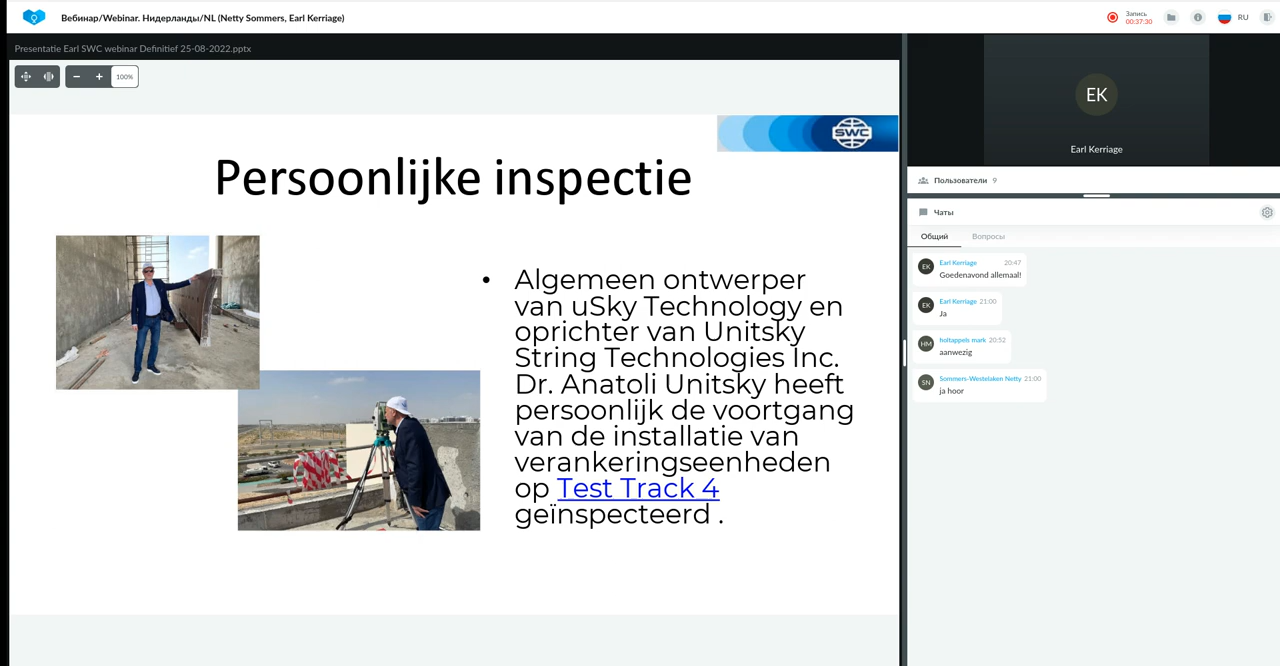 Вебинар/Webinar. Нидерланды/NL (Netty Sommers, Earl Kerriage)
Запись
00:37:30
RU
Presentatie Earl SWC webinar Definitief 25-08-2022.pptx
100%
SWC
Persoonlijke inspectie
• Algemeen ontwerper
van uSky Technology en
oprichter van Unitsky
String Technologies Inc.
Dr. Anatoli Unitsky heeft
persoonlijk de voortgang
van de installatie van
verankeringseenheden
op Test Track 4
geïnspecteerd .
EK
Earl Kerriage
Пользователи 9
Чаты
Общий Вопросы
EK
Earl Kerriage 20:47
Goedenavond allemaal!
EK
Earl Kerriage 21:00
Ja
HM
holtappels mark 20:52
aanwezig
SN
Sommers-Westelaken Netty 21:00
ja hoor